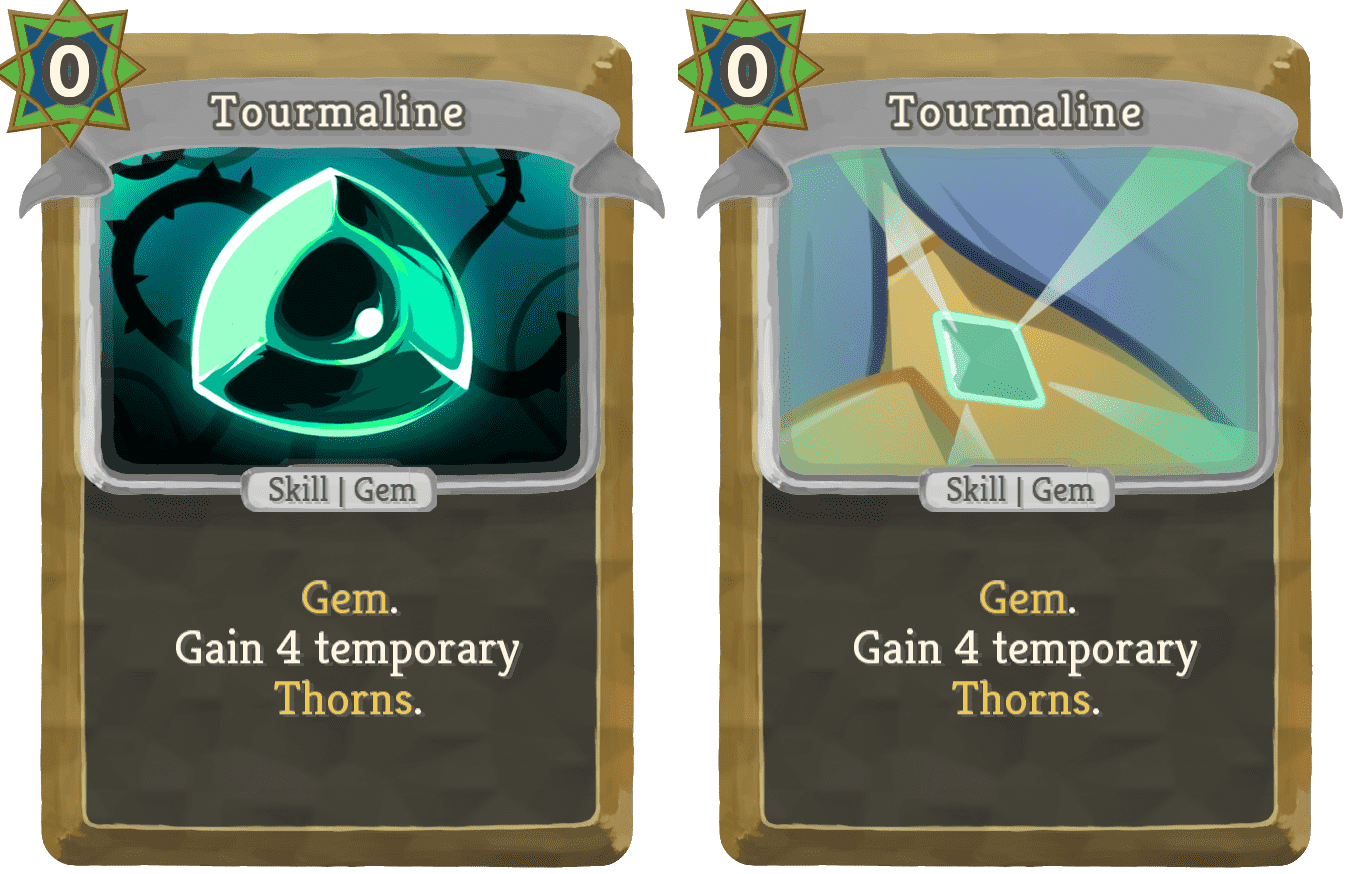 0
Tourmaline
Skill | Gem
Gem.
Gain 4 temporary
Thorns.
0
Tourmaline
Skill | Gem
Gem.
Gain 4 temporary
Thorns.